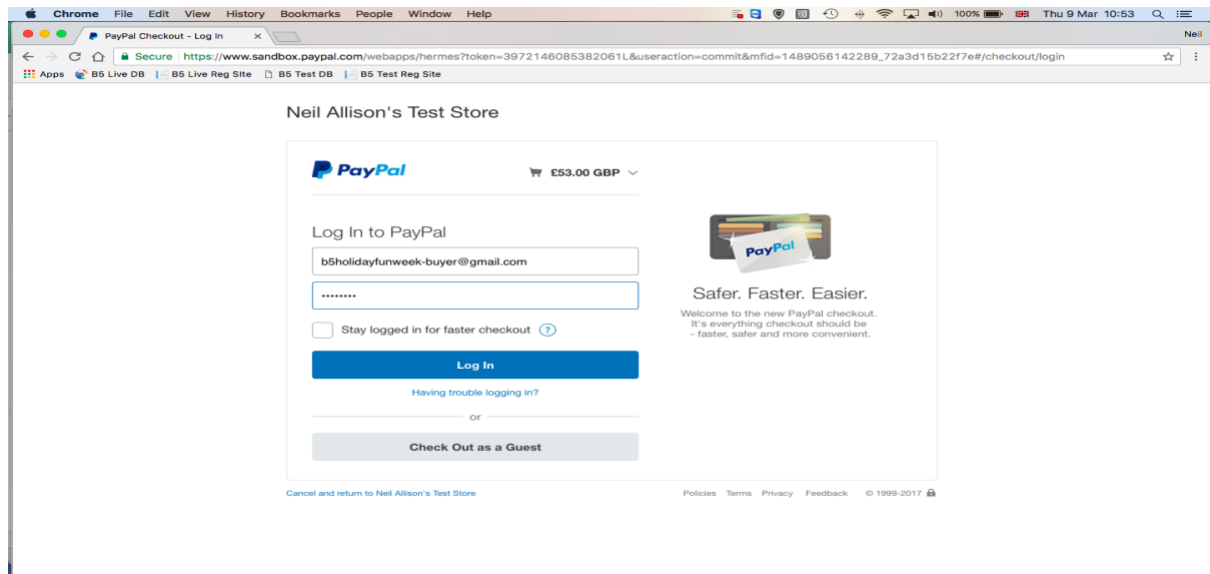 Chrome File Edit View History Bookmarks People Window Help 100% Thu 9 Mar 10:53
PayPal Checkout - Log In × Neil
Secure https://www.sandbox.paypal.com/webapps/hermes?token=3972146085382061L&useraction=commit&mfid=1489056142289_72a3d15b22f7e#/checkout/login
Apps B5 Live DB B5 Live Reg Site B5 Test DB B5 Test Reg Site
Neil Allison's Test Store
PayPal £53.00 GBP
Log In to PayPal
b5holidayfunweek-buyer@gmail.com
••••••••
Stay logged in for faster checkout ?
Log In
Having trouble logging in?
or
Check Out as a Guest
PayPal
Safer. Faster. Easier.
Welcome to the new PayPal checkout.
It's everything checkout should be
- faster, safer and more convenient.
Cancel and return to Neil Allison's Test Store Policies Terms Privacy Feedback © 1999-2017